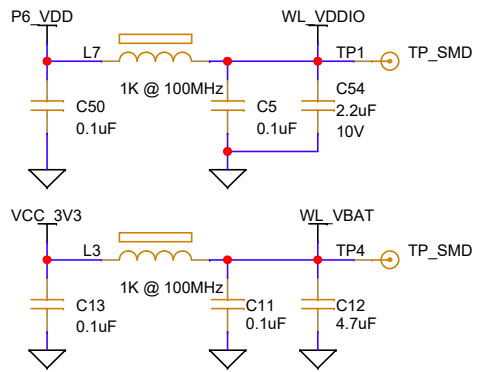 P6_VDD
WL_VDDIO
L7
TP1
TP_SMD
1K @ 100MHz
C50
0.1uF
C5
0.1uF
C54
2.2uF
10V
VCC_3V3
WL_VBAT
L3
TP4
TP_SMD
1K @ 100MHz
C13
0.1uF
C11
0.1uF
C12
4.7uF